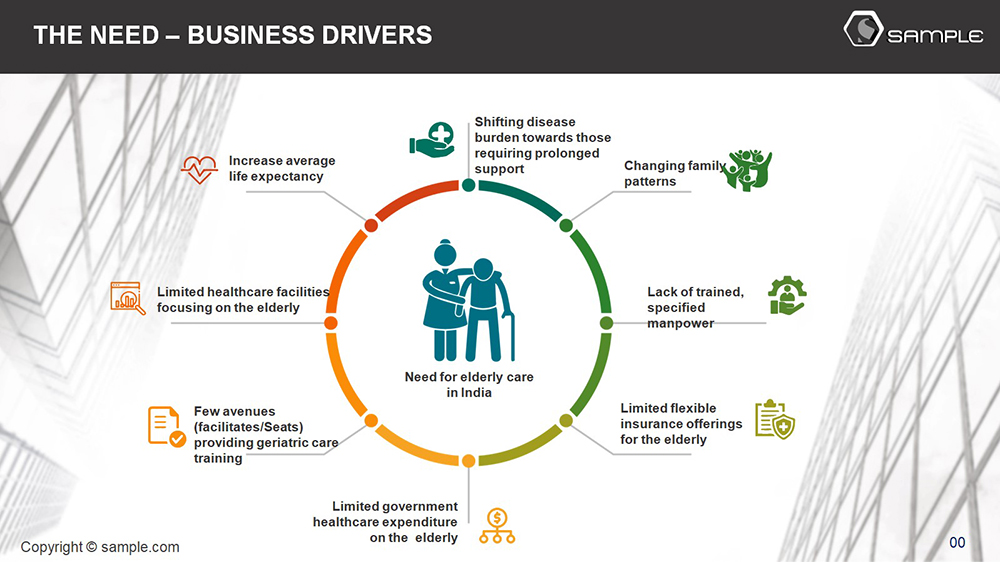 THE NEED – BUSINESS DRIVERS
SAMPLE
Shifting disease
burden towards those
requiring prolonged
support
Changing family
patterns
Lack of trained,
specified
manpower
Limited flexible
insurance offerings
for the elderly
Limited government
healthcare expenditure
on the elderly
Few avenues
(facilitates/Seats)
providing geriatric care
training
Limited healthcare facilities
focusing on the elderly
Increase average
life expectancy
Need for elderly care
in India
$
Copyright © sample.com
00